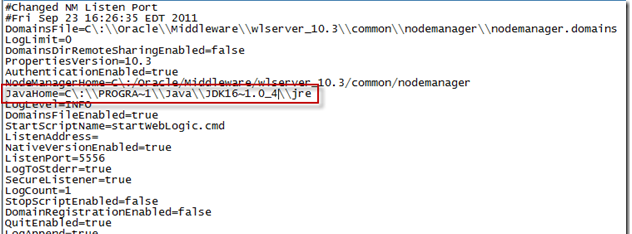 #Changed NM Listen Port
#Fri Sep 23 16:26:35 EDT 2011
DomainsFile=C\:\\Oracle\\Middleware\\wlserver_10.3\\common\\nodemanager\\nodemanager.domains
LogLimit=0
DomainsDirRemoteSharingEnabled=false
PropertiesVersion=10.3
AuthenticationEnabled=true
NodeManagerHome=C\:/Oracle/Middleware/wlserver_10.3/common/nodemanager
JavaHome=C\:\\PROGRA~1\\Java\\JDK16~1.0_4\\jre
LogLevel=INFO
DomainsFileEnabled=true
StartScriptName=startWebLogic.cmd
ListenAddress=
NativeVersionEnabled=true
ListenPort=5556
LogToStderr=true
SecureListener=true
LogCount=1
StopScriptEnabled=false
DomainRegistrationEnabled=false
QuitEnabled=true
LogAppend=true